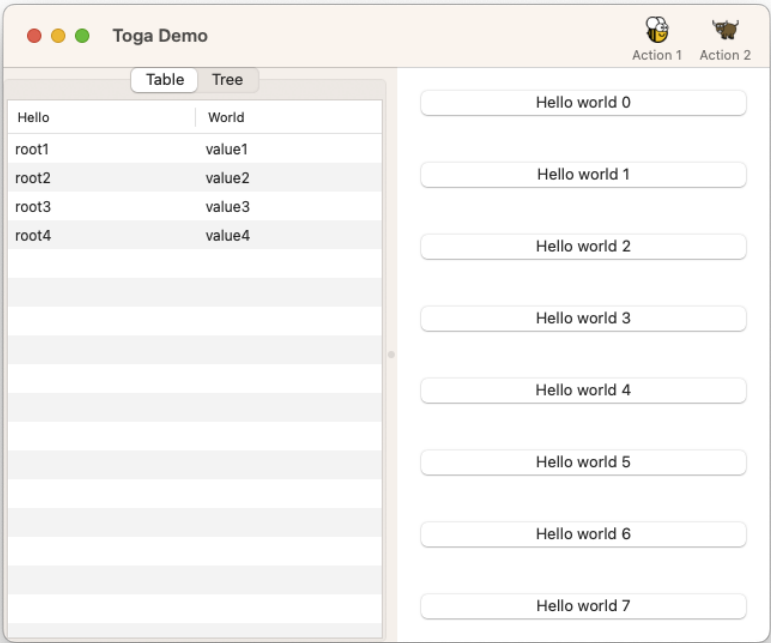 Toga Demo
Action 1
Action 2
Table
Tree
Hello World
root1 value1
root2 value2
root3 value3
root4 value4
Hello world 0
Hello world 1
Hello world 2
Hello world 3
Hello world 4
Hello world 5
Hello world 6
Hello world 7